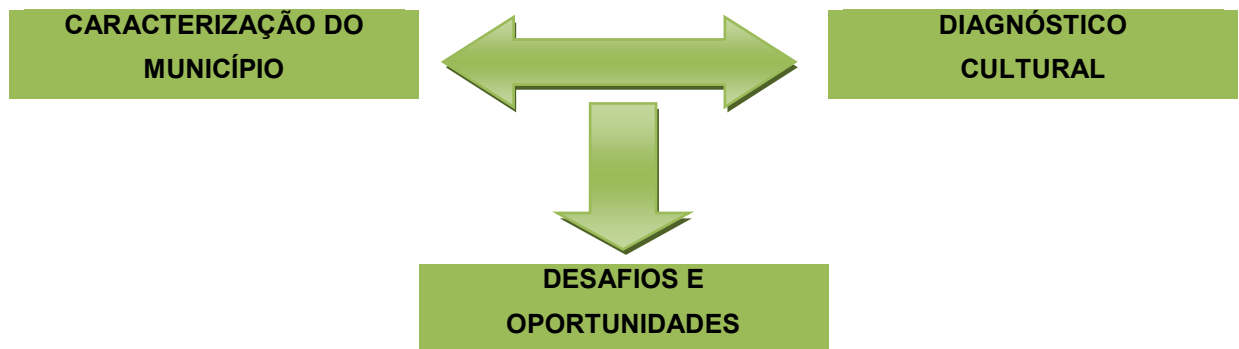 CARACTERIZAÇÃO DO
MUNICÍPIO
DIAGNÓSTICO
CULTURAL
DESAFIOS E
OPORTUNIDADES